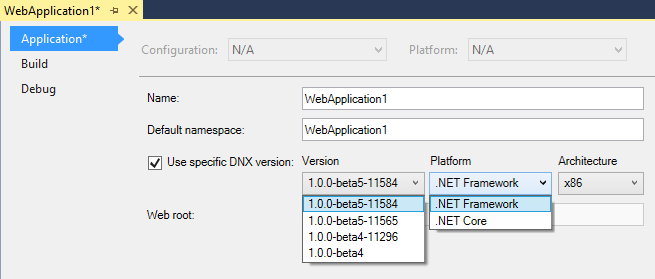 WebApplication1*
Application*
Build
Debug
Configuration: N/A Platform: N/A
Name: WebApplication1
Default namespace: WebApplication1
Use specific DNX version: Version Platform Architecture
1.0.0-beta5-11584 .NET Framework x86
1.0.0-beta5-11584 .NET Framework
1.0.0-beta5-11565 .NET Core
1.0.0-beta4-11296
1.0.0-beta4
Web root: